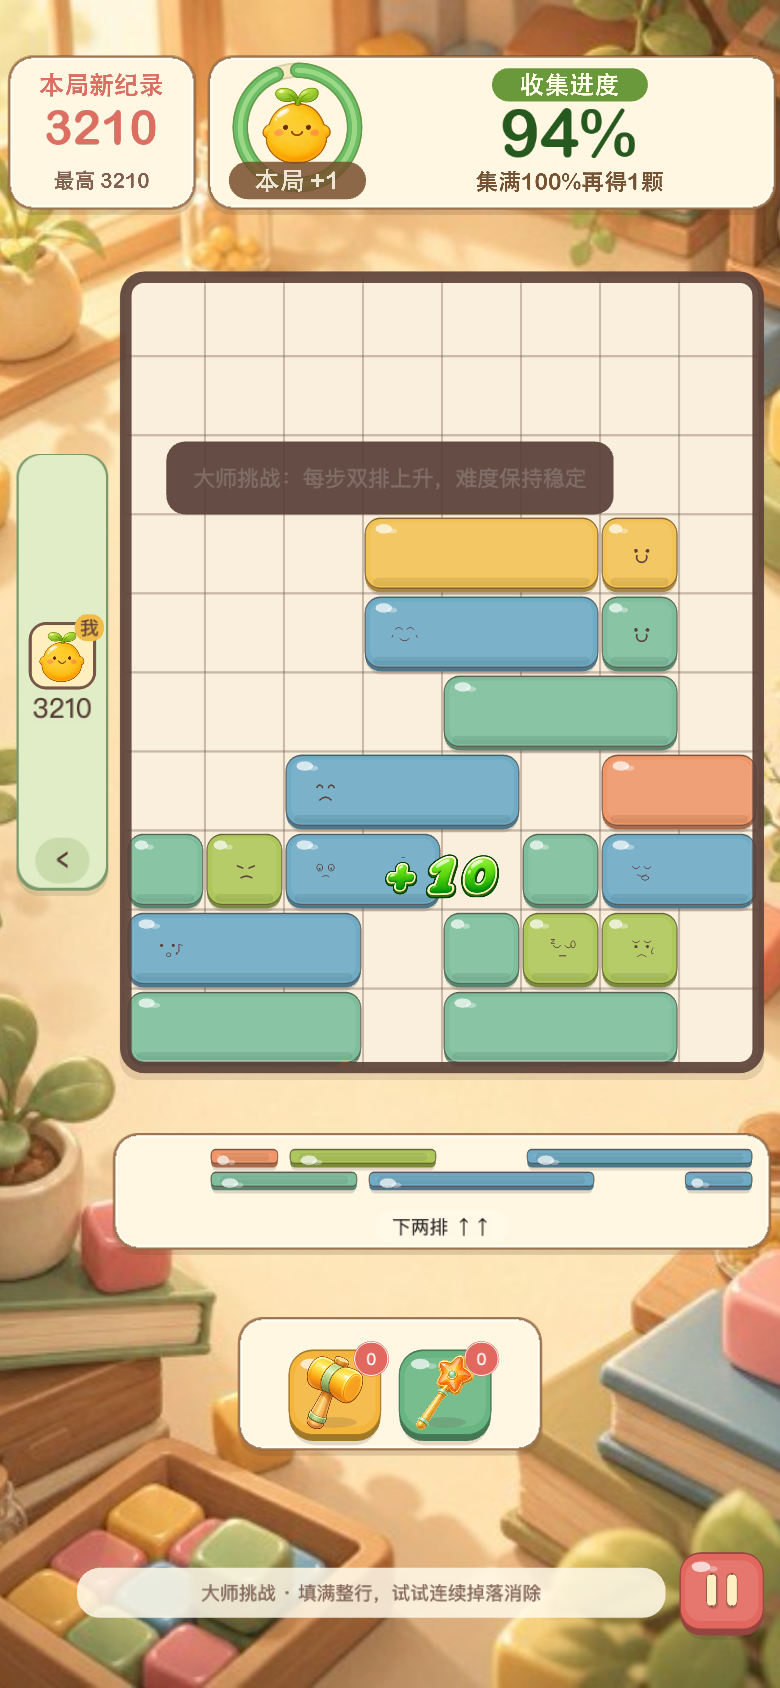 本局新纪录
3210
最高 3210
本局 +1
收集进度
94%
集满100%再得1颗
大师挑战：每步双排上升，难度保持稳定
我
3210
<
+10
下两排 ↑↑
0
0
大师挑战 · 填满整行，试试连续掉落消除